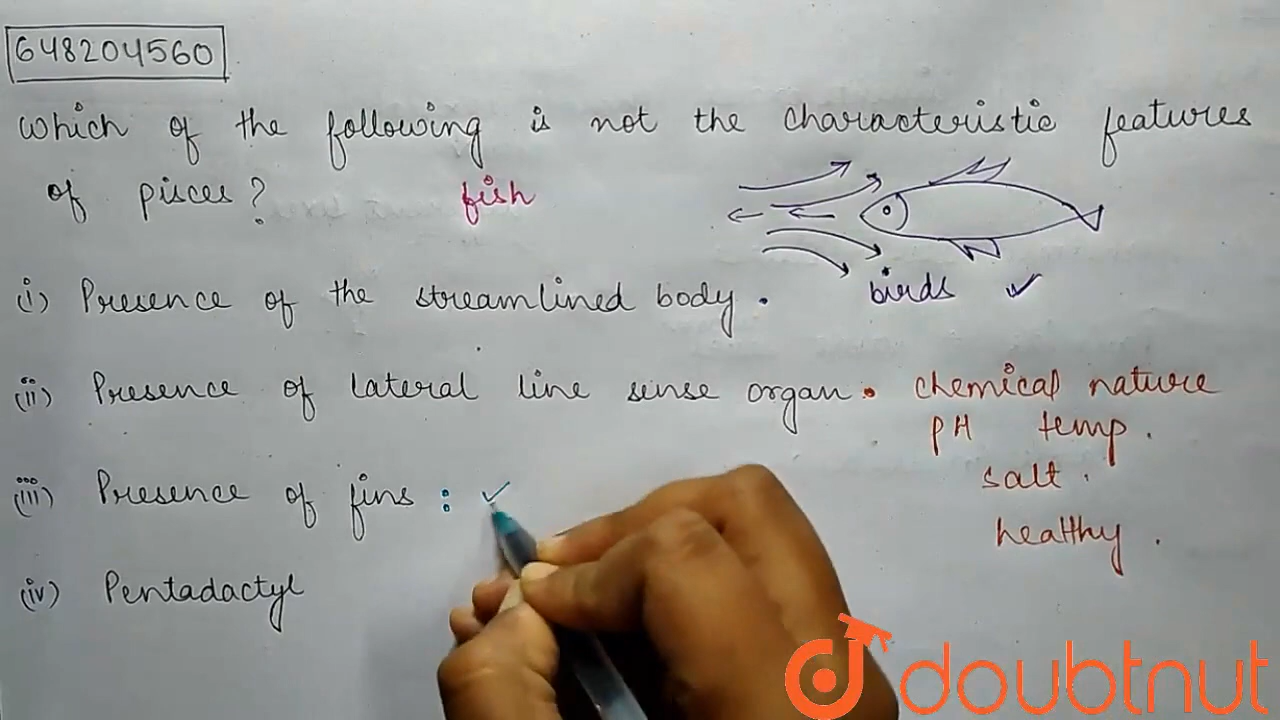 648204560
Which of the following is not the characteristic features
of pisces? fish
birds
(i) Presence of the streamlined body.
(ii) Presence of lateral line sense organ. chemical nature
pH temp.
salt.
(iii) Presence of fins :
healthy.
(iv) Pentadactyl
doubtnut